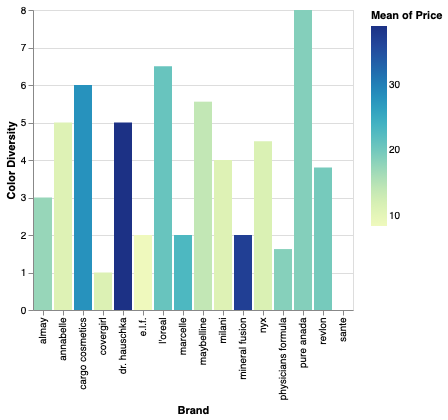 Color Diversity
8
7
6
5
4
3
2
1
0
almay
annabelle
cargo cosmetics
covergirl
dr. hauschka
e.l.f.
l'oreal
marcelle
maybelline
milani
mineral fusion
nyx
physicians formula
pure anada
revlon
sante
Brand
Mean of Price
30
20
10